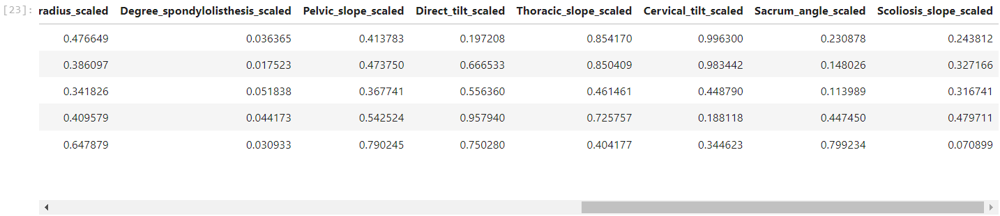 [23]: radius_scaled Degree_spondylolisthesis_scaled Pelvic_slope_scaled Direct_tilt_scaled Thoracic_slope_scaled Cervical_tilt_scaled Sacrum_angle_scaled Scoliosis_slope_scaled
0.476649 0.036365 0.413783 0.197208 0.854170 0.996300 0.230878 0.243812
0.386097 0.017523 0.473750 0.666533 0.850409 0.983442 0.148026 0.327166
0.341826 0.051838 0.367741 0.556360 0.461461 0.448790 0.113989 0.316741
0.409579 0.044173 0.542524 0.957940 0.725757 0.188118 0.447450 0.479711
0.647879 0.030933 0.790245 0.750280 0.404177 0.344623 0.799234 0.070899